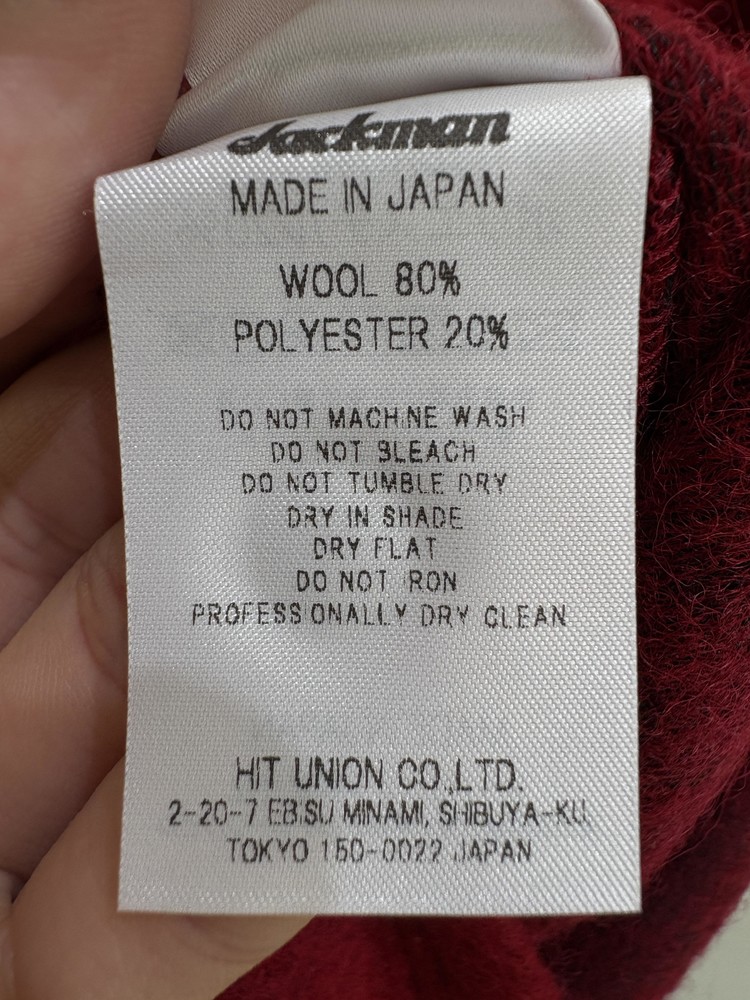 Jackman
MADE IN JAPAN
WOOL 80%
POLYESTER 20%
DO NOT MACHINE WASH
DO NOT BLEACH
DO NOT TUMBLE DRY
DRY IN SHADE
DRY FLAT
DO NOT IRON
PROFESSIONALLY DRY CLEAN
HIT UNION CO.,LTD.
2-20-7 EBISU MINAMI, SHIBUYA-KU,
TOKYO 150-0022 JAPAN